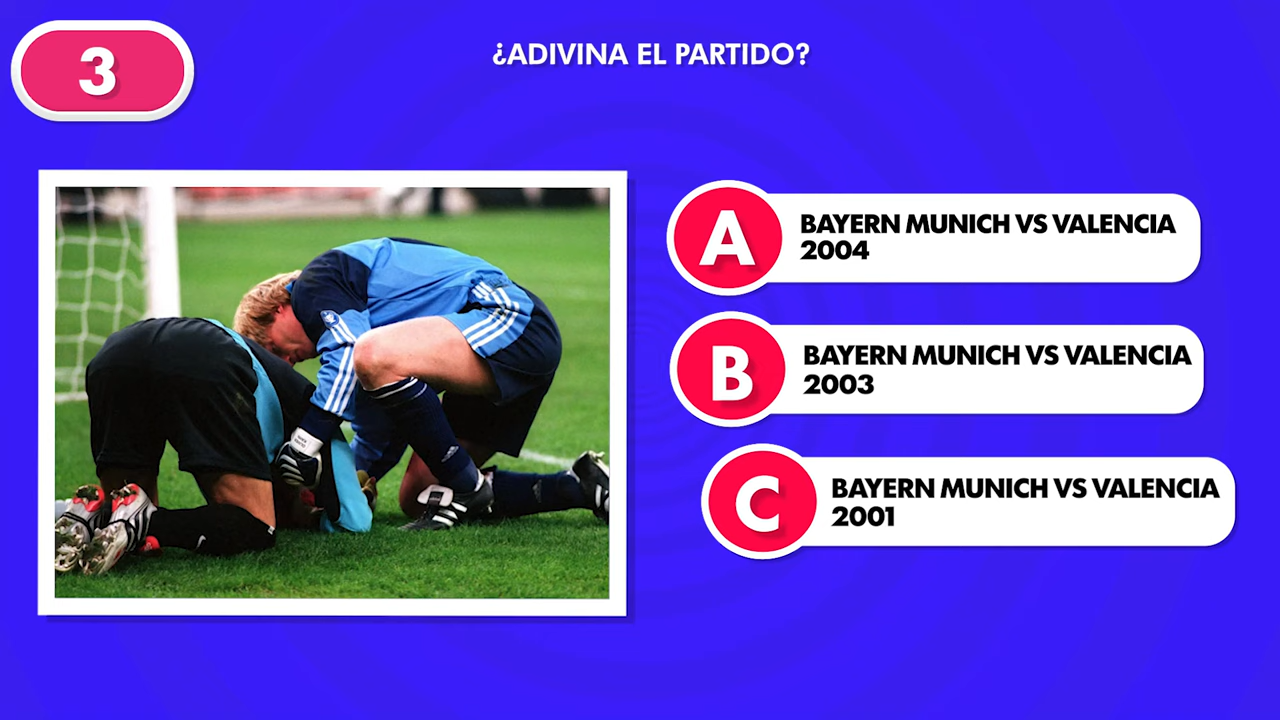 3
¿ADIVINA EL PARTIDO?
A
BAYERN MUNICH VS VALENCIA
2004
B
BAYERN MUNICH VS VALENCIA
2003
C
BAYERN MUNICH VS VALENCIA
2001